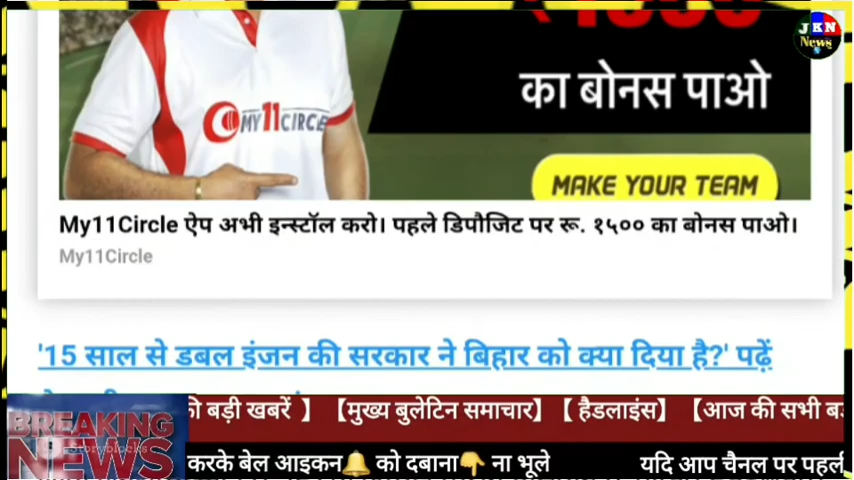 JKN
News
का बोनस पाओ
MY11CIRCLE
MAKE YOUR TEAM
My11Circle ऐप अभी इन्स्टॉल करो। पहले डिपॉजिट पर रू. १५०० का बोनस पाओ।
My11Circle
'15 साल से डबल इंजन की सरकार ने बिहार को क्या दिया है?' पढ़ें
की बड़ी खबरें 】 【मुख्य बुलेटिन समाचार】【 हैडलाइंस】 【आज की सभी
BREAKING
Storyblocks
NEWS
करके बेल आइकन🔔 को दबाना👇 ना भूले यदि आप चैनल पर पहली